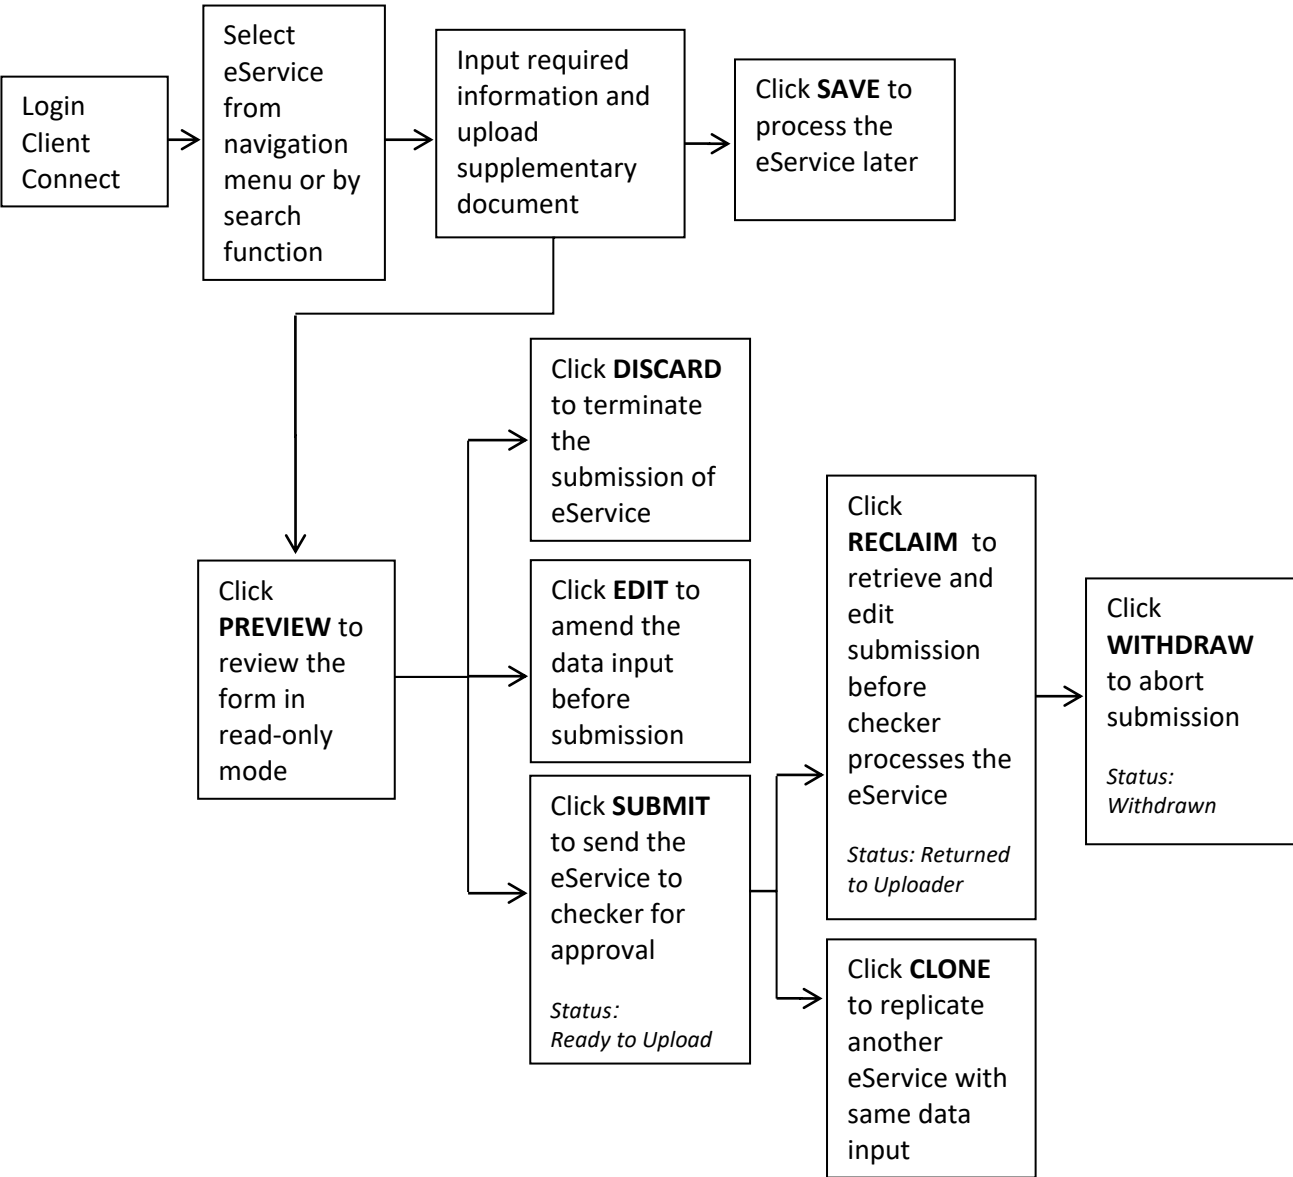 Login
Client
Connect
Select
eService
from
navigation
menu or by
search
function
Input required
information and
upload
supplementary
document
Click SAVE to
process the
eService later
Click DISCARD
to terminate
the
submission of
eService
Click
PREVIEW to
review the
form in
read-only
mode
Click EDIT to
amend the
data input
before
submission
Click SUBMIT
to send the
eService to
checker for
approval
Status:
Ready to Upload
Click
RECLAIM to
retrieve and
edit
submission
before
checker
processes the
eService
Status: Returned
to Uploader
Click
WITHDRAW
to abort
submission
Status:
Withdrawn
Click CLONE
to replicate
another
eService with
same data
input